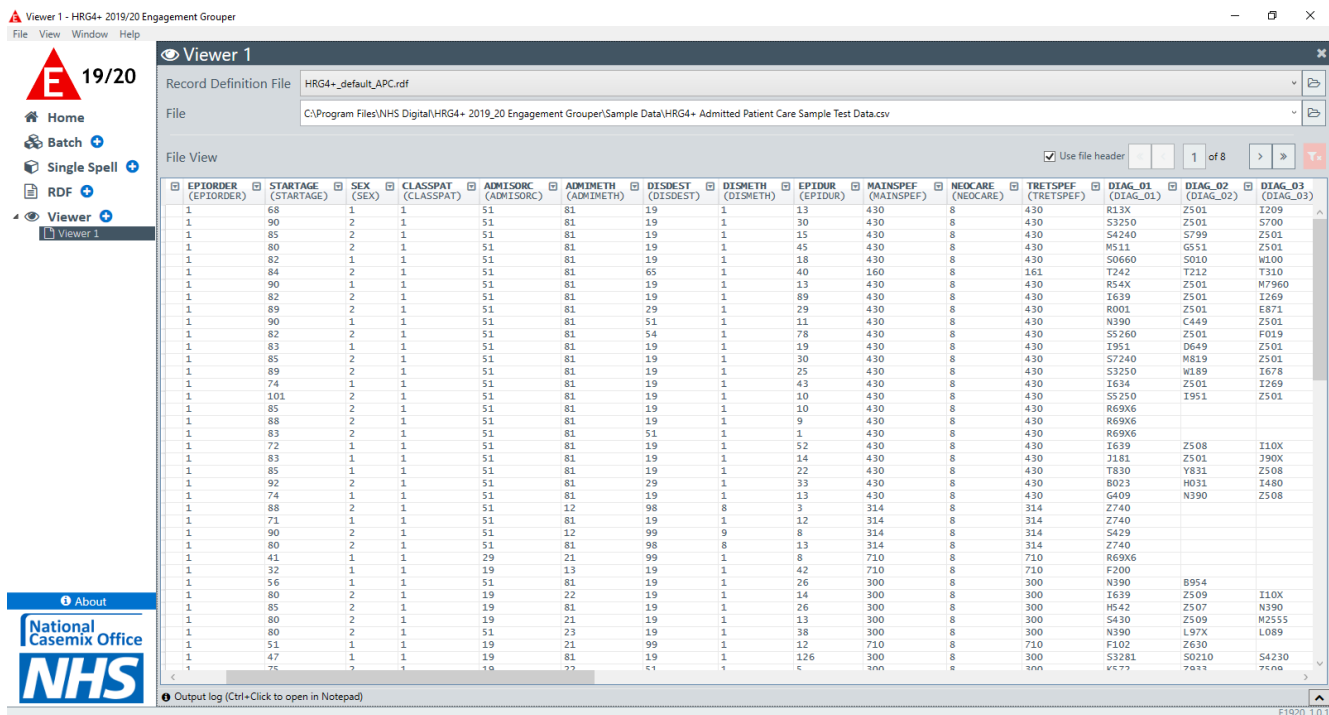 Viewer 1 - HRG4+ 2019/20 Engagement Grouper
File View Window Help
E 19/20
Home
Batch
Single Spell
RDF
Viewer
Viewer 1
About
National
Casemix Office
NHS
Viewer 1
Record Definition File HRG4+_default_APC.rdf
File C:\Program Files\NHS Digital\HRG4+ 2019_20 Engagement Grouper\Sample Data\HRG4+ Admitted Patient Care Sample Test Data.csv
File View Use file header 1 of 8
EPIORDER STARTAGE SEX CLASSPAT ADMISORC ADMIMETH DISDEST DISMETH EPIDUR MAINSPEF NEOCARE TRETSPEF DIAG_01 DIAG_02 DIAG_03
(EPIORDER) (STARTAGE) (SEX) (CLASSPAT) (ADMISORC) (ADMIMETH) (DISDEST) (DISMETH) (EPIDUR) (MAINSPEF) (NEOCARE) (TRETSPEF) (DIAG_01) (DIAG_02) (DIAG_03)
1 68 1 1 51 81 19 1 13 430 8 430 R13X Z501 I209
1 90 2 1 51 81 19 1 30 430 8 430 S3250 Z501 S700
1 85 2 1 51 81 19 1 15 430 8 430 S4240 S799 Z501
1 80 2 1 51 81 19 1 45 430 8 430 M511 G551 Z501
1 82 1 1 51 81 19 1 18 430 8 430 S0660 S010 W100
1 84 2 1 51 81 65 1 40 160 8 161 T242 T212 T310
1 90 1 1 51 81 19 1 13 430 8 430 R54X Z501 M7960
1 82 2 1 51 81 19 1 89 430 8 430 I639 Z501 I269
1 89 2 1 51 81 29 1 29 430 8 430 R001 Z501 E871
1 90 1 1 51 81 51 1 11 430 8 430 N390 C449 Z501
1 82 2 1 51 81 54 1 78 430 8 430 S5260 Z501 F019
1 83 1 1 51 81 19 1 19 430 8 430 I951 D649 Z501
1 85 2 1 51 81 19 1 30 430 8 430 S7240 M819 Z501
1 89 2 1 51 81 19 1 25 430 8 430 S3250 W189 I678
1 74 1 1 51 81 19 1 43 430 8 430 I634 Z501 I269
1 101 2 1 51 81 19 1 10 430 8 430 S5250 I951 Z501
1 85 2 1 51 81 19 1 10 430 8 430 R69X6
1 88 2 1 51 81 19 1 9 430 8 430 R69X6
1 83 2 1 51 81 51 1 1 430 8 430 R69X6
1 72 1 1 51 81 19 1 52 430 8 430 I639 Z508 I10X
1 83 1 1 51 81 19 1 14 430 8 430 J181 Z501 J90X
1 85 1 1 51 81 19 1 22 430 8 430 T830 Y831 Z508
1 92 2 1 51 81 29 1 33 430 8 430 B023 H031 I480
1 74 1 1 51 81 19 1 13 430 8 430 G409 N390 Z508
1 88 2 1 51 12 98 8 3 314 8 314 Z740
1 71 1 1 51 81 19 1 12 314 8 314 Z740
1 90 2 1 51 12 99 9 8 314 8 314 S429
1 80 2 1 51 81 98 8 13 314 8 314 Z740
1 41 1 1 29 21 99 1 8 710 8 710 R69X6
1 32 1 1 19 13 19 1 42 710 8 710 F200
1 56 1 1 51 81 19 1 26 300 8 300 N390 B954
1 80 2 1 19 22 19 1 14 300 8 300 I639 Z509 I10X
1 85 2 1 19 81 19 1 26 300 8 300 H542 Z507 N390
1 80 2 1 19 21 19 1 13 300 8 300 S430 Z509 M2555
1 80 2 1 51 23 19 1 38 300 8 300 N390 L97X L089
1 51 1 1 19 21 99 1 12 710 8 710 F102 Z630
1 47 1 1 19 81 19 1 126 300 8 300 S3281 S0210 S4230
1 75 2 1 19 22 51 1 5 300 8 300 K572 Z933 Z509
Output log (Ctrl+Click to open in Notepad)
E1920_1.0.1